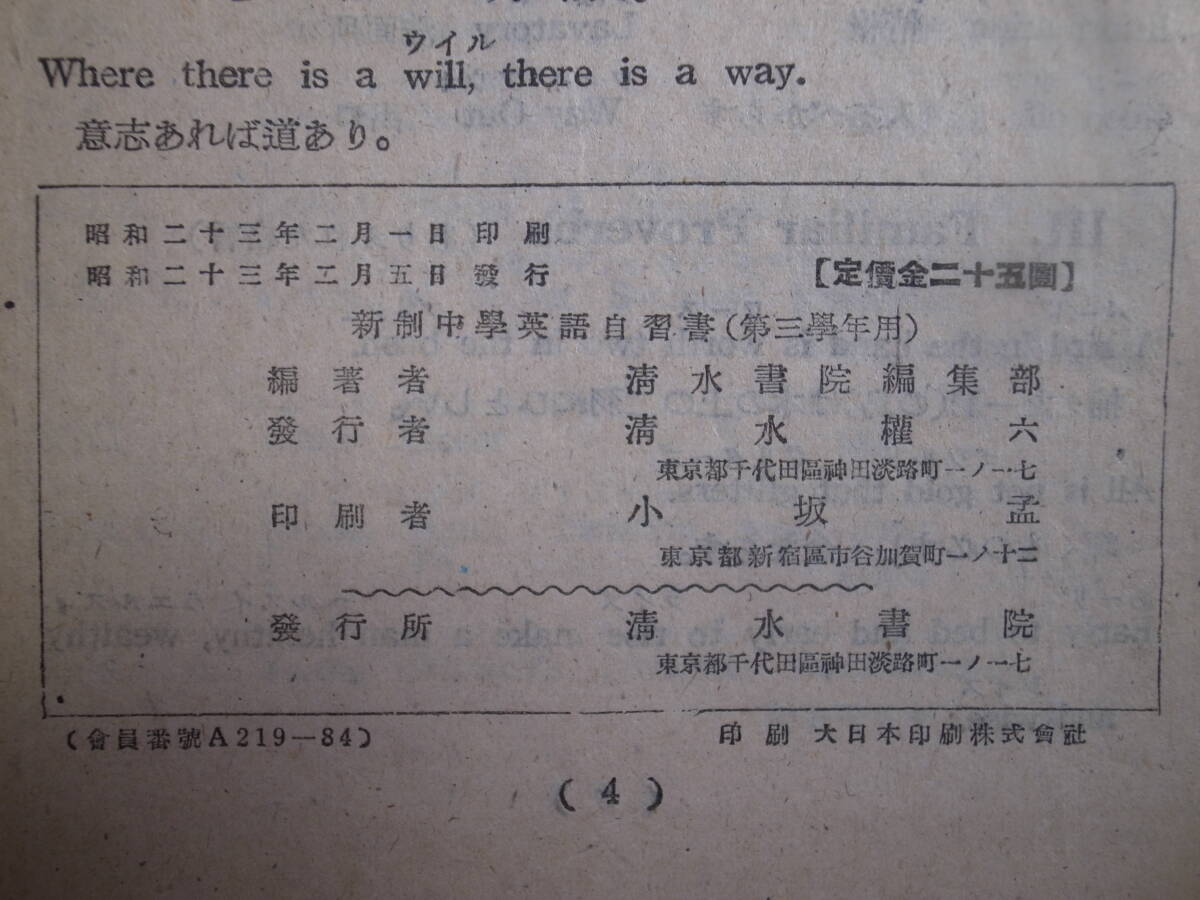 ウイル
Where there is a will, there is a way.
意志あれば道あり。
昭和二十三年二月一日印刷
昭和二十三年二月五日發行
［定價金二十五圓］
新制中學英語自習書（第三學年用）
編著者 淸水書院編集部
發行者 淸水權六
東京都千代田區神田淡路町一ノ一七
印刷者 小坂孟
東京都新宿區市谷加賀町一ノ十二
發行所 淸水書院
東京都千代田區神田淡路町一ノ一七
（會員番號A219－84）
印刷 大日本印刷株式會社
（4）